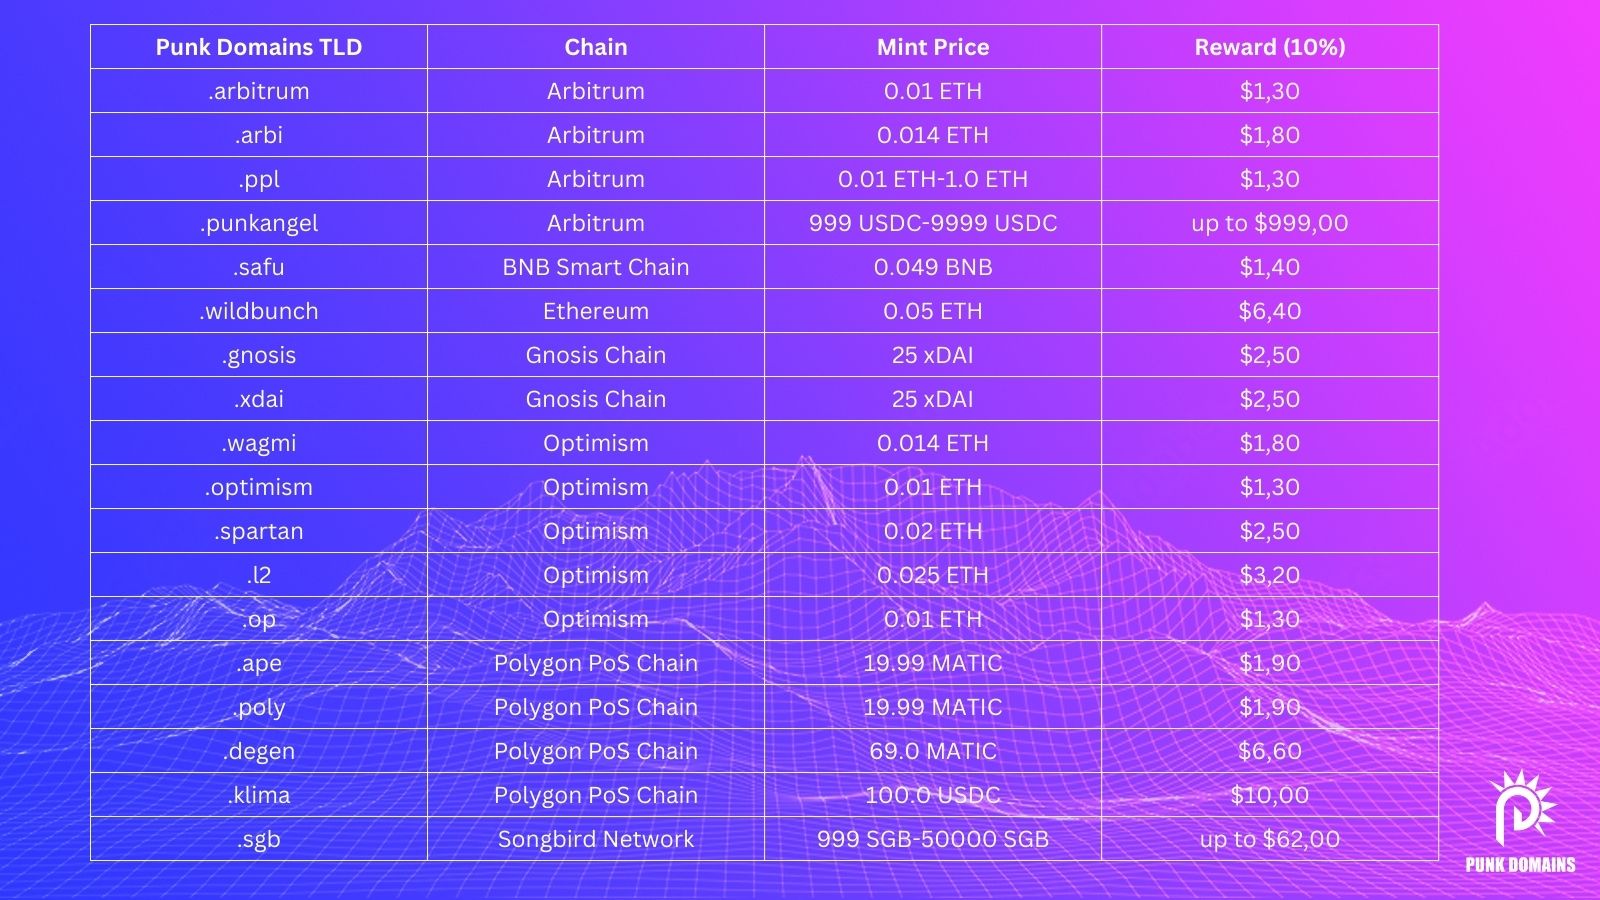 Punk Domains TLD Chain Mint Price Reward (10%)
.arbitrum Arbitrum 0.01 ETH $1,30
.arbi Arbitrum 0.014 ETH $1,80
.ppl Arbitrum 0.01 ETH-1.0 ETH $1,30
.punkangel Arbitrum 999 USDC-9999 USDC up to $999,00
.safu BNB Smart Chain 0.049 BNB $1,40
.wildbunch Ethereum 0.05 ETH $6,40
.gnosis Gnosis Chain 25 xDAI $2,50
.xdai Gnosis Chain 25 xDAI $2,50
.wagmi Optimism 0.014 ETH $1,80
.optimism Optimism 0.01 ETH $1,30
.spartan Optimism 0.02 ETH $2,50
.l2 Optimism 0.025 ETH $3,20
.op Optimism 0.01 ETH $1,30
.ape Polygon PoS Chain 19.99 MATIC $1,90
.poly Polygon PoS Chain 19.99 MATIC $1,90
.degen Polygon PoS Chain 69.0 MATIC $6,60
.klima Polygon PoS Chain 100.0 USDC $10,00
.sgb Songbird Network 999 SGB-50000 SGB up to $62,00
PUNK DOMAINS